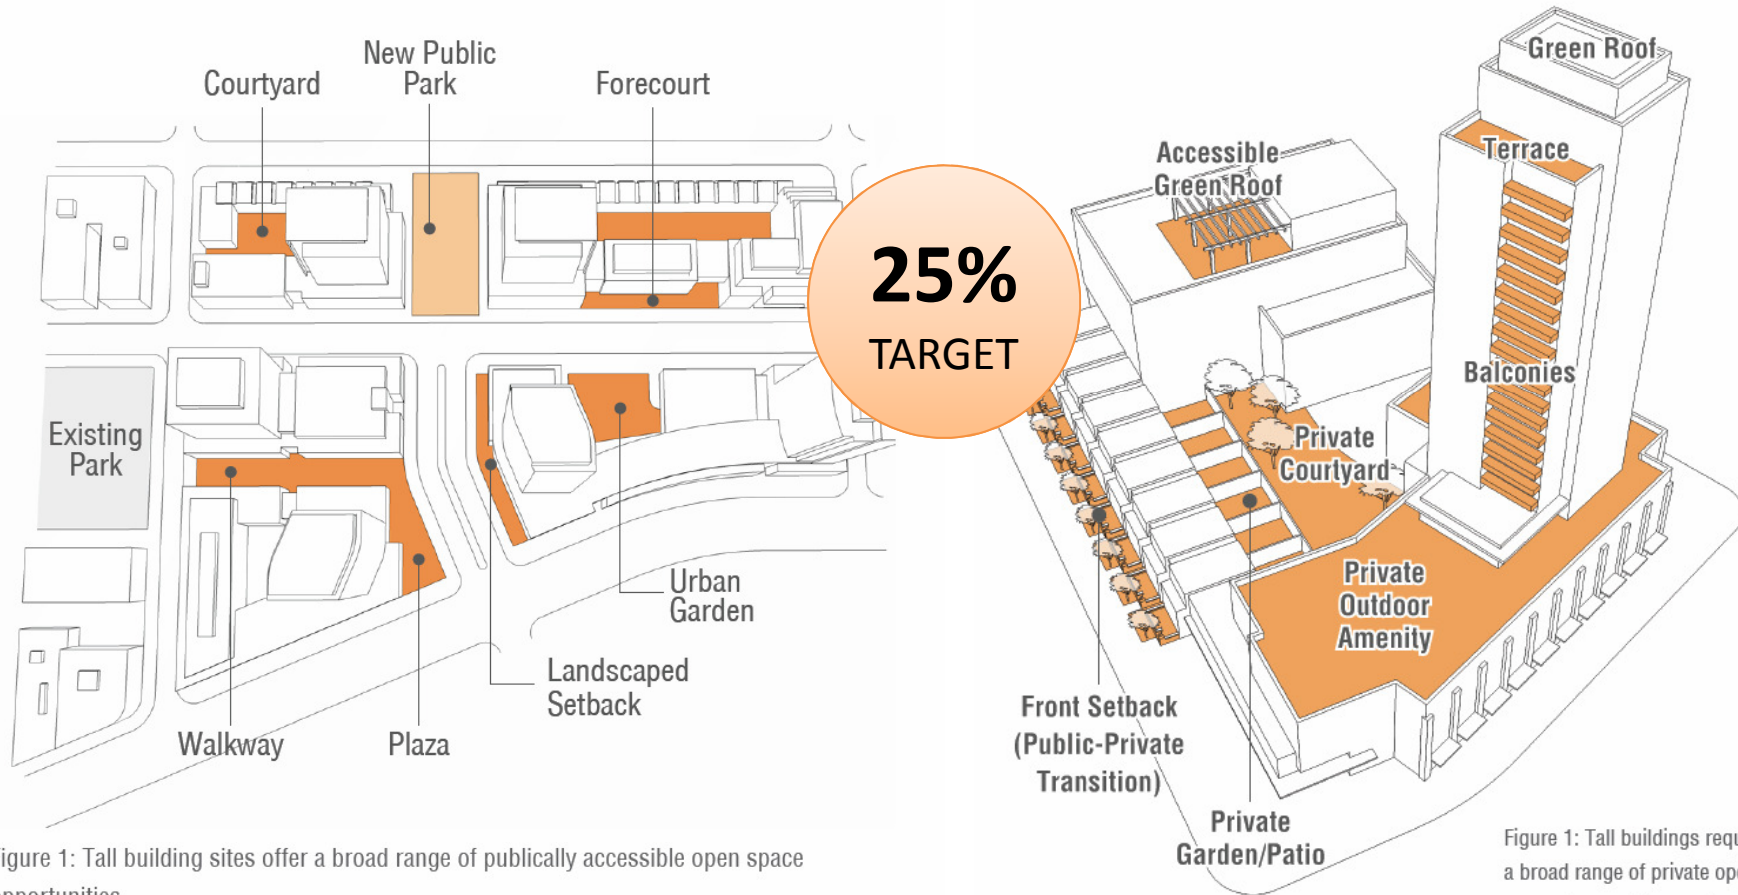 New Public
Park
Courtyard
Forecourt
Existing
Park
Urban
Garden
Landscaped
Setback
Walkway
Plaza
25%
TARGET
Green Roof
Terrace
Accessible
Green Roof
Balconies
Private
Courtyard
Private
Outdoor
Amenity
Front Setback
(Public-Private
Transition)
Private
Garden/Patio
igure 1: Tall building sites offer a broad range of publically accessible open space
pportunities
Figure 1: Tall buildings requ
a broad range of private ope